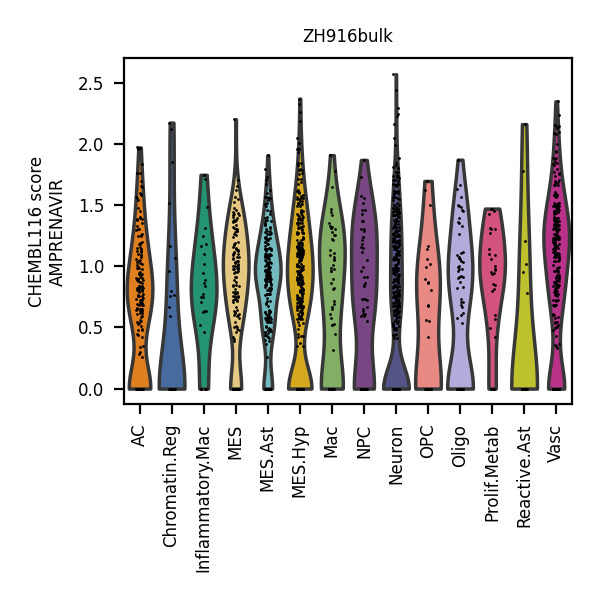 ZH916bulk
CHEMBL116 score
AMPRENAVIR
2.5
2.0
1.5
1.0
0.5
0.0
AC
Chromatin.Reg
Inflammatory.Mac
MES
MES.Ast
MES.Hyp
Mac
NPC
Neuron
OPC
Oligo
Prolif.Metab
Reactive.Ast
Vasc